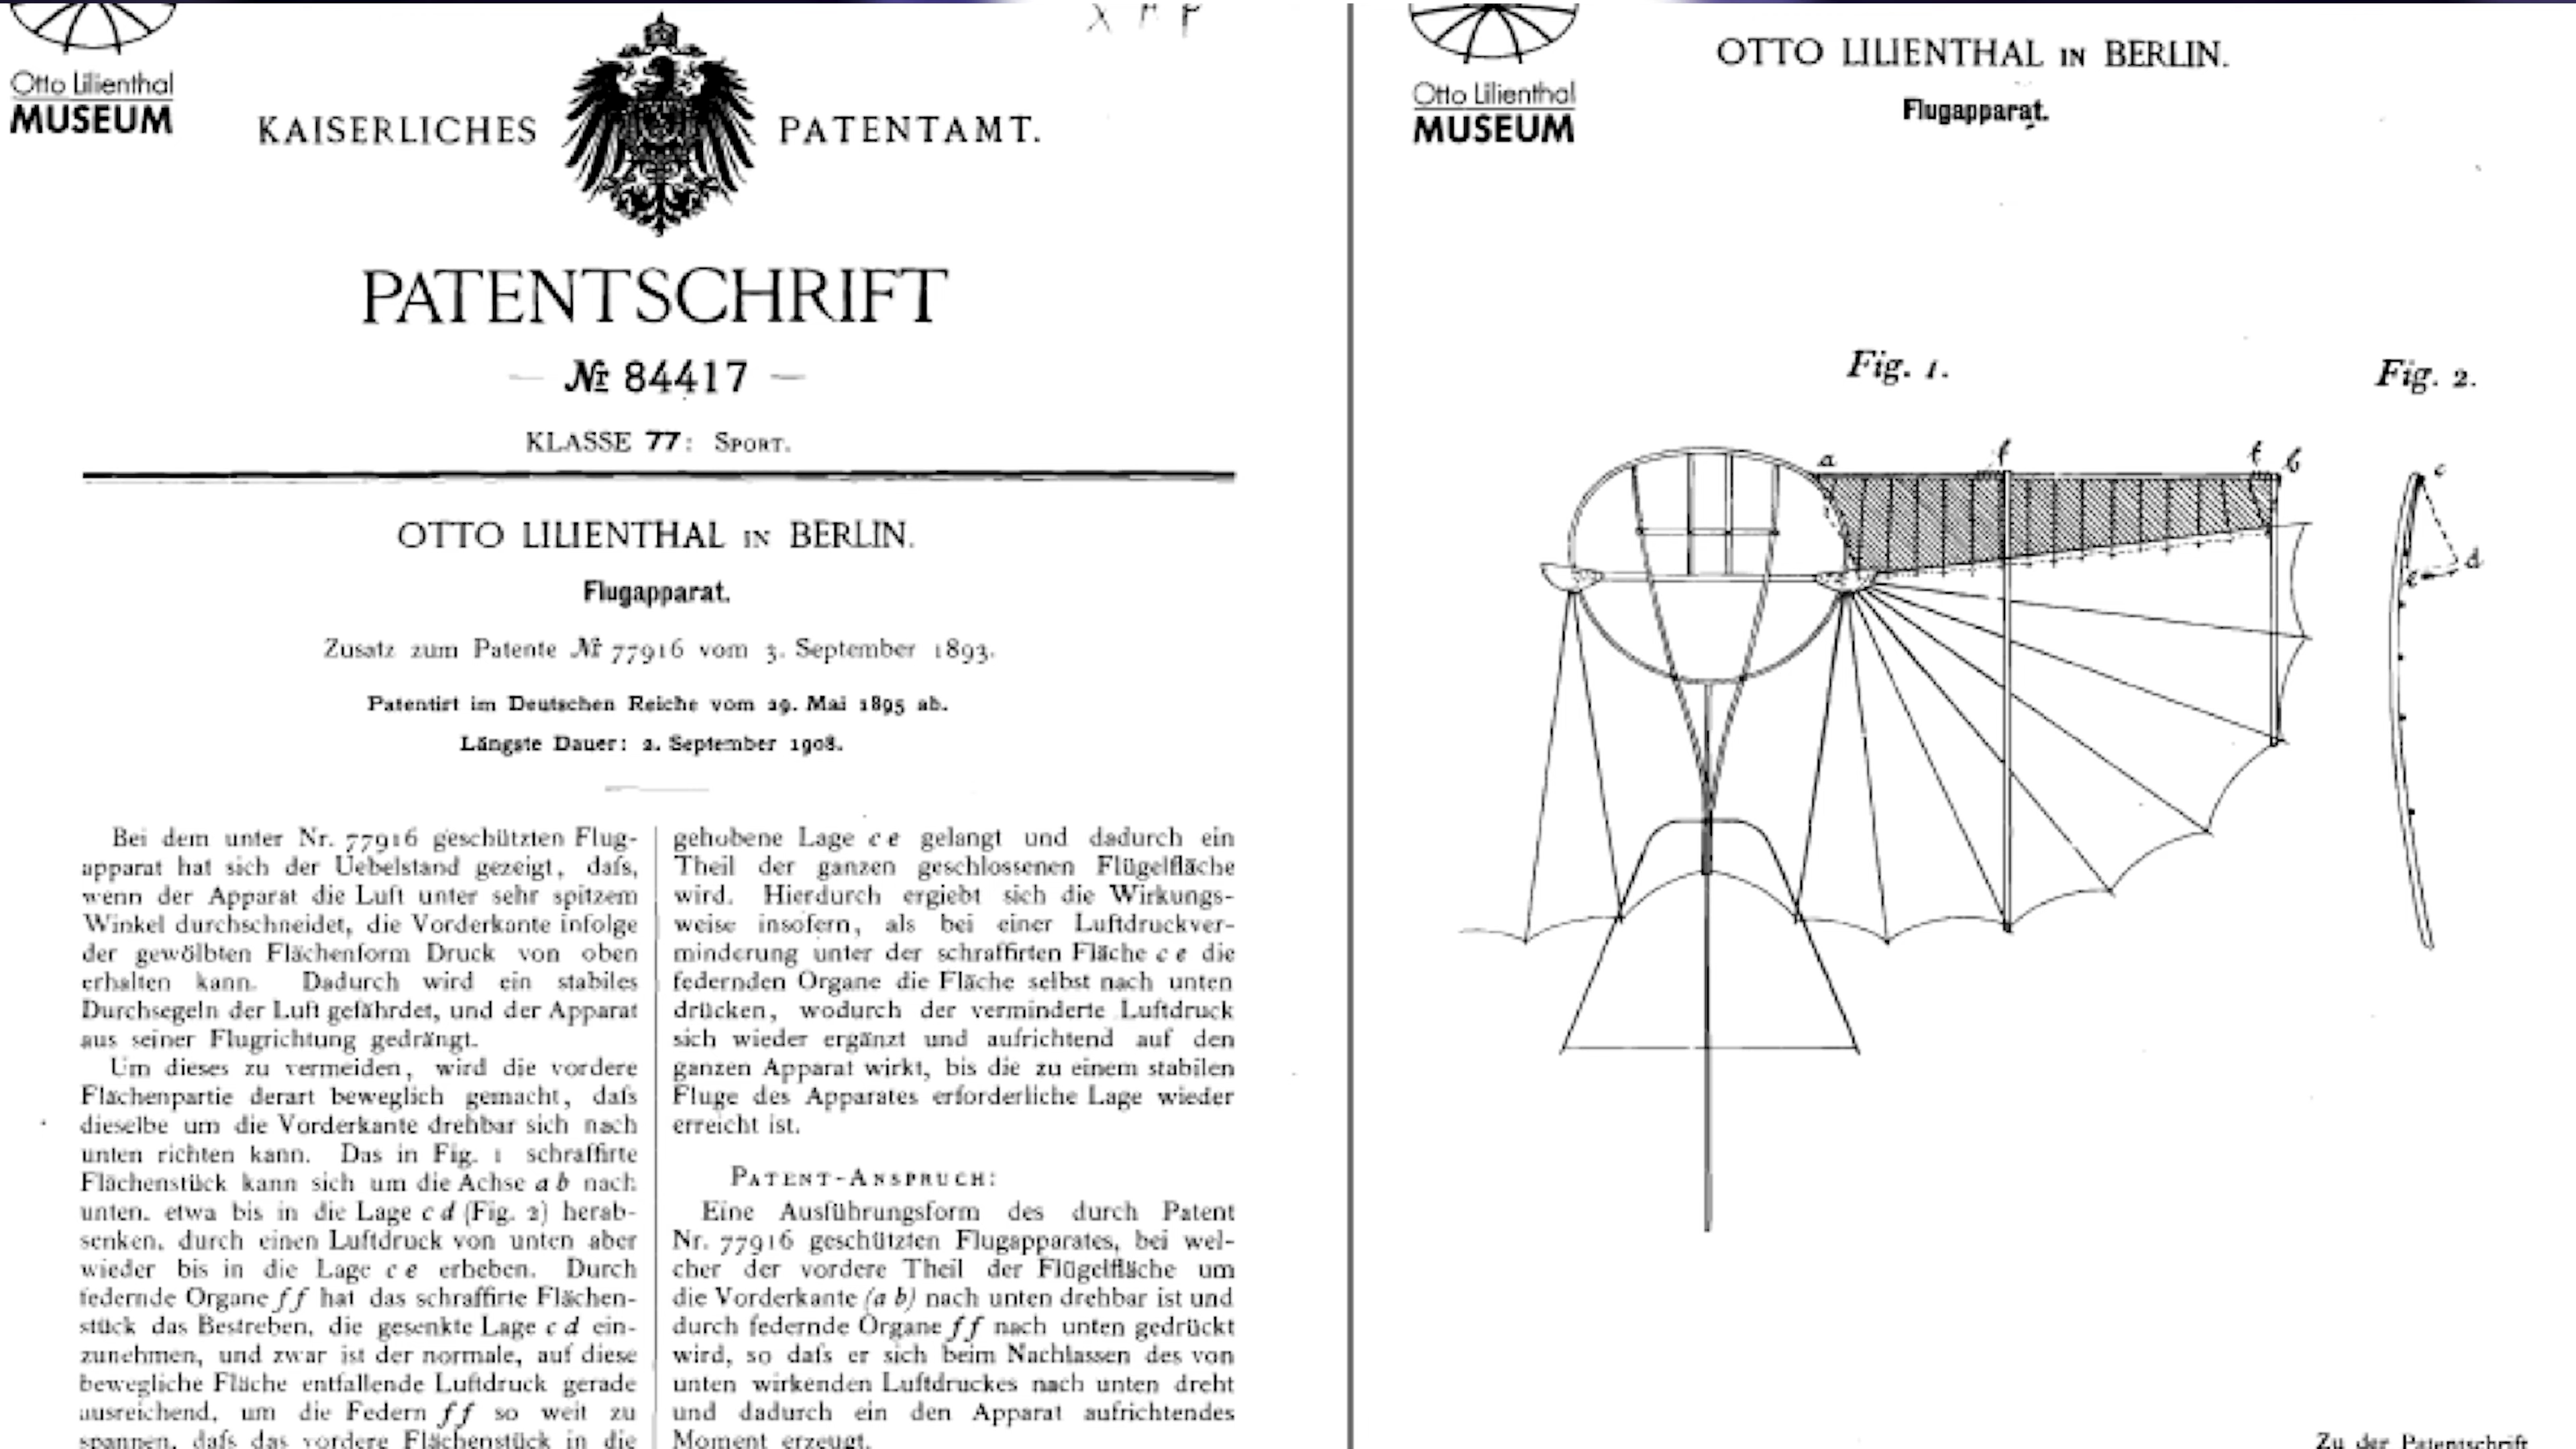 Otto Lilienthal
MUSEUM
KAISERLICHES PATENTAMT.
PATENTSCHRIFT
— № 84417 —
KLASSE 77: SPORT.
OTTO LILIENTHAL IN BERLIN.
Flugapparat.
Zusatz zum Patente № 77916 vom 3. September 1893.
Patentirt im Deutschen Reiche vom 29. Mai 1895 ab.
Längste Dauer: 2. September 1908.
Bei dem unter Nr. 77916 geschützten Flug-
apparat hat sich der Uebelstand gezeigt, daſs,
wenn der Apparat die Luft unter sehr spitzem
Winkel durchschneidet, die Vorderkante infolge
der gewölbten Flächenform Druck von oben
erhalten kann. Dadurch wird ein stabiles
Durchsegeln der Luft gefährdet, und der Apparat
aus seiner Flugrichtung gedrängt.
Um dieses zu vermeiden, wird die vordere
Flächenpartie derart beweglich gemacht, daſs
dieselbe um die Vorderkante drehbar sich nach
unten richten kann. Das in Fig. 1 schraffirte
Flächenstück kann sich um die Achse a b nach
unten, etwa bis in die Lage c d (Fig. 2) herab-
senken, durch einen Luftdruck von unten aber
wieder bis in die Lage c e erheben. Durch
federnde Organe f f hat das schraffirte Flächen-
stück das Bestreben, die gesenkte Lage c d ein-
zunehmen, und zwar ist der normale, auf diese
bewegliche Fläche entfallende Luftdruck gerade
ausreichend, um die Federn f f so weit zu
spannen, daſs das vordere Flächenstück in die
gehobene Lage c e gelangt und dadurch ein
Theil der ganzen geschlossenen Flügelfläche
wird. Hierdurch ergiebt sich die Wirkungs-
weise insofern, als bei einer Luftdruckver-
minderung unter der schraffirten Fläche c e die
federnden Organe die Fläche selbst nach unten
drücken, wodurch der verminderte Luftdruck
sich wieder ergänzt und aufrichtend auf den
ganzen Apparat wirkt, bis die zu einem stabilen
Fluge des Apparates erforderliche Lage wieder
erreicht ist.
PATENT-ANSPRUCH:
Eine Ausführungsform des durch Patent
Nr. 77916 geschützten Flugapparates, bei wel-
cher der vordere Theil der Flügelfläche um
die Vorderkante (a b) nach unten drehbar ist und
durch federnde Organe f f nach unten gedrückt
wird, so daſs er sich beim Nachlassen des von
unten wirkenden Luftdruckes nach unten dreht
und dadurch ein den Apparat aufrichtendes
Moment erzeugt.
Otto Lilienthal
MUSEUM
OTTO LILIENTHAL IN BERLIN.
Flugapparat.
Fig. 1.
Fig. 2.
a f f b
c
d
e
Zu der Patentschrift